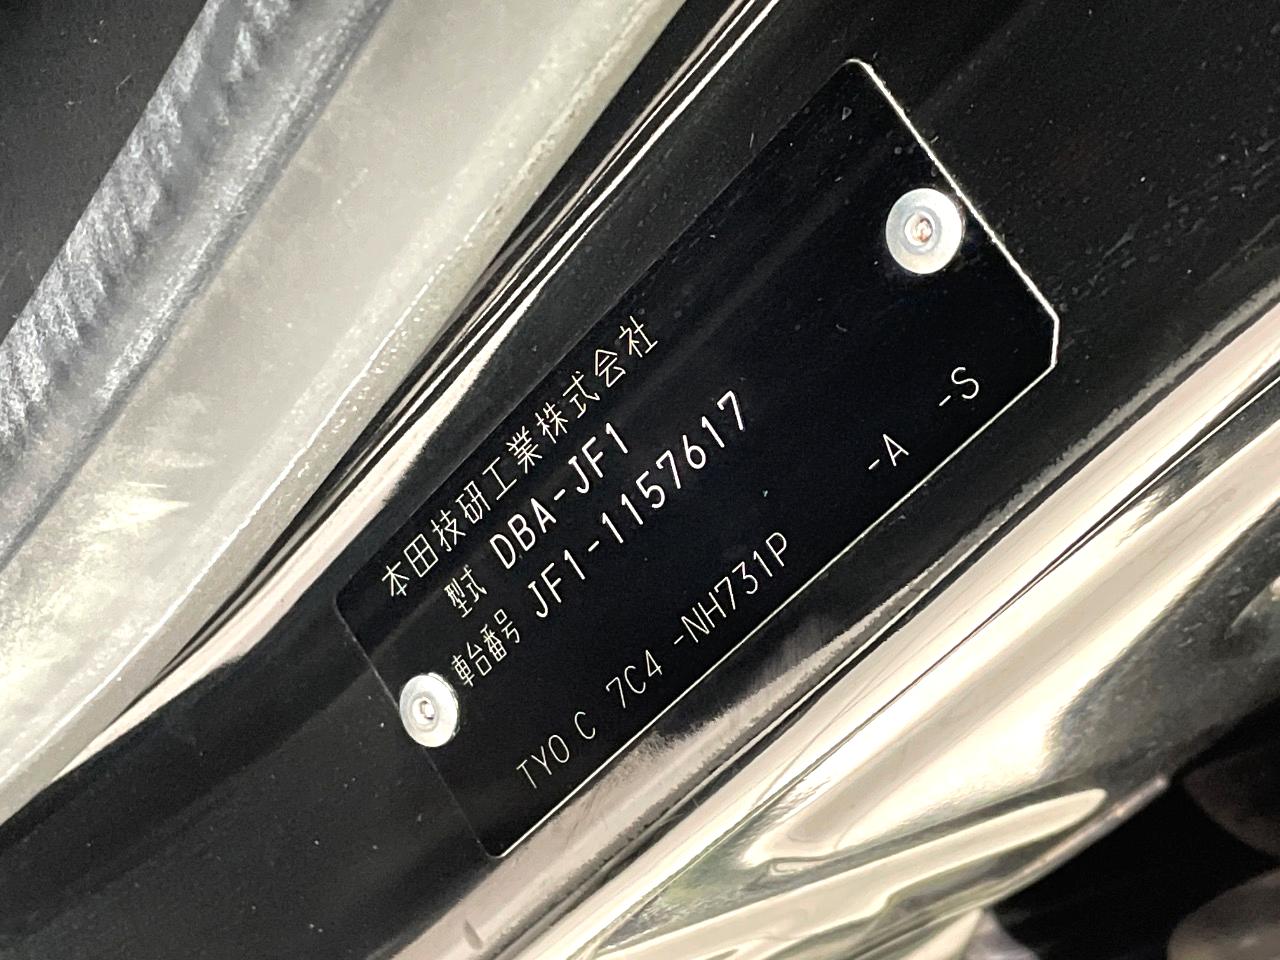 本田技研工業株式会社
型式 DBA-JF1
車台番号 JF1-1157617
TYO C 7C4 -NH731P -A -S